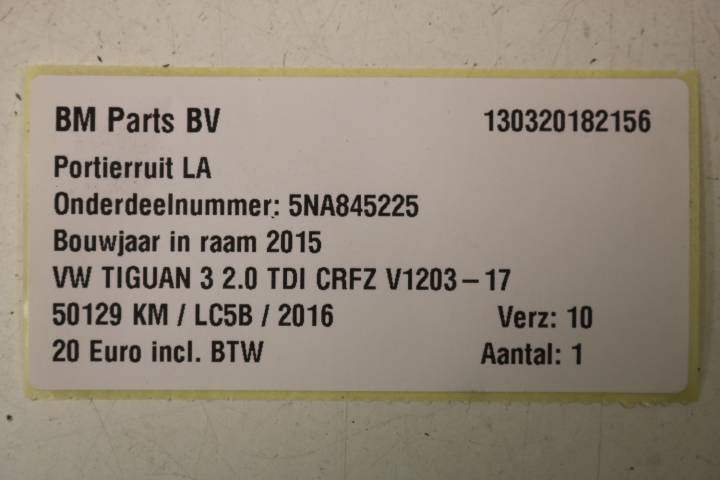 BM Parts BV 130320182156
Portierruit LA
Onderdeelnummer: 5NA845225
Bouwjaar in raam 2015
VW TIGUAN 3 2.0 TDI CRFZ V1203-17
50129 KM / LC5B / 2016 Verz: 10
20 Euro incl. BTW Aantal: 1